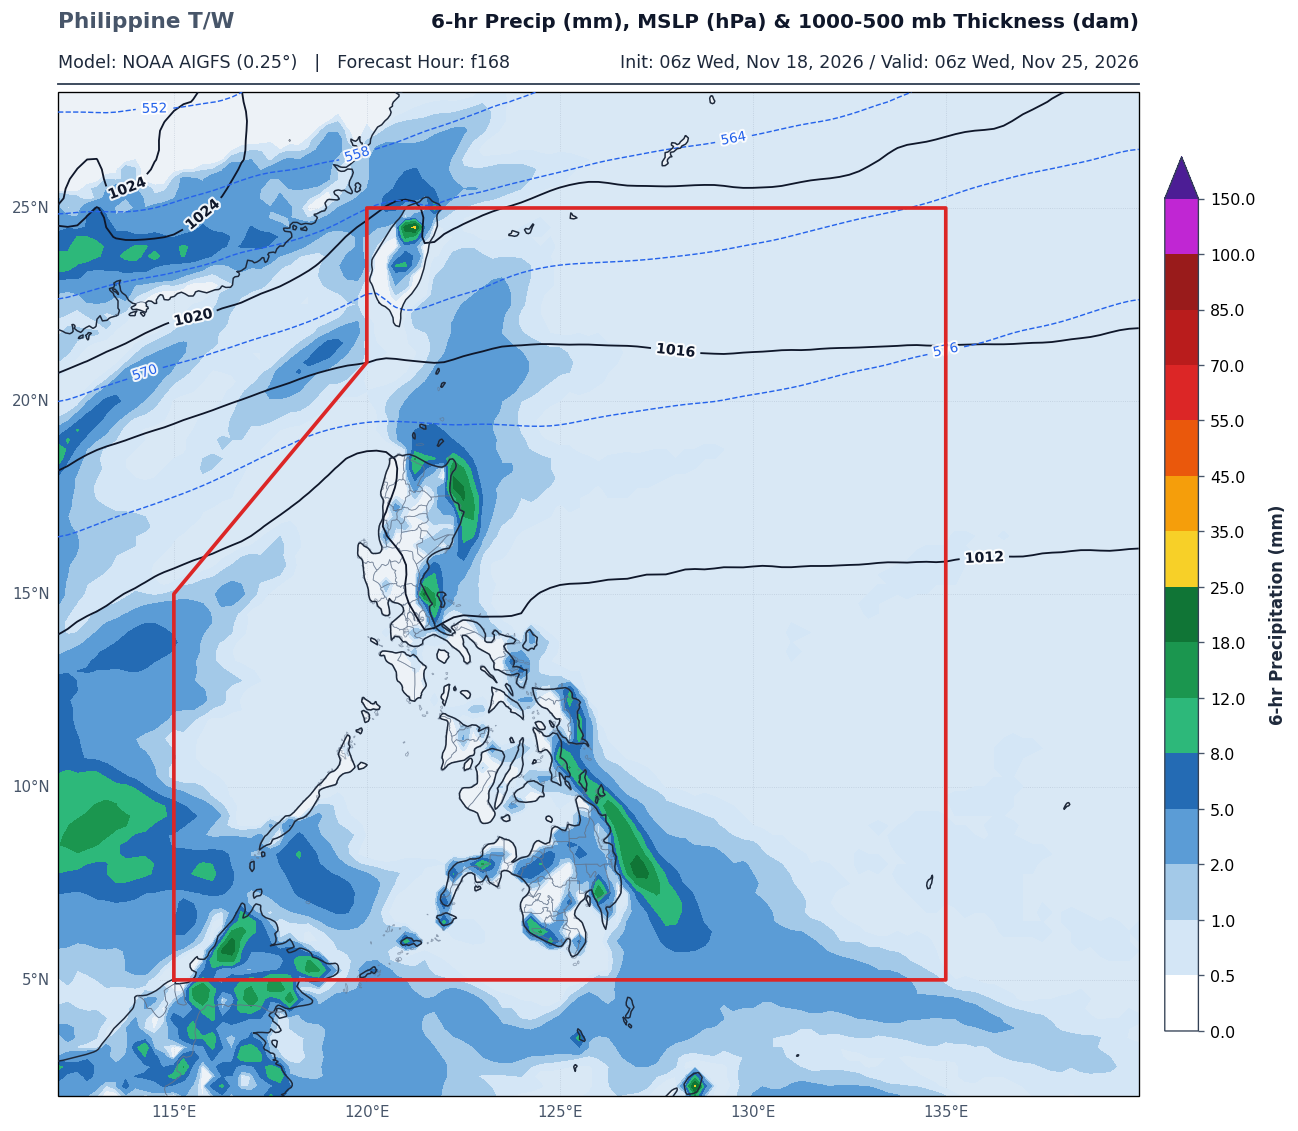 Philippine T/W
6-hr Precip (mm), MSLP (hPa) & 1000-500 mb Thickness (dam)
Model: NOAA AIGFS (0.25°) | Forecast Hour: f168
Init: 06z Wed, Nov 18, 2026 / Valid: 06z Wed, Nov 25, 2026
552
558
564
1024
1024
1020
1016
570
1012
25°N
20°N
15°N
10°N
5°N
115°E
120°E
125°E
130°E
135°E
150.0
100.0
85.0
70.0
55.0
45.0
35.0
25.0
18.0
12.0
8.0
5.0
2.0
1.0
0.5
0.0
6-hr Precipitation (mm)